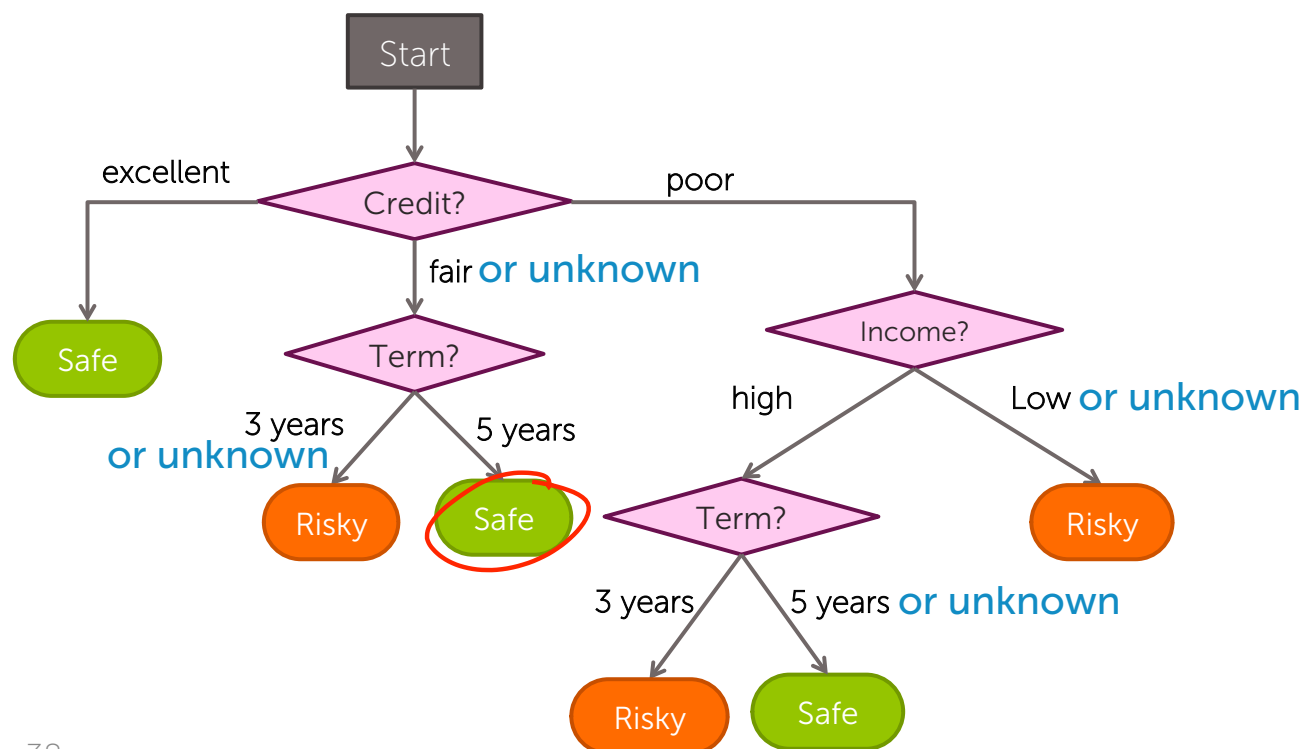 Start
excellent
Credit?
poor
fair or unknown
Safe
Term?
Income?
3 years
or unknown
5 years
high
Low or unknown
Risky
Safe
Term?
Risky
3 years
5 years or unknown
Risky
Safe